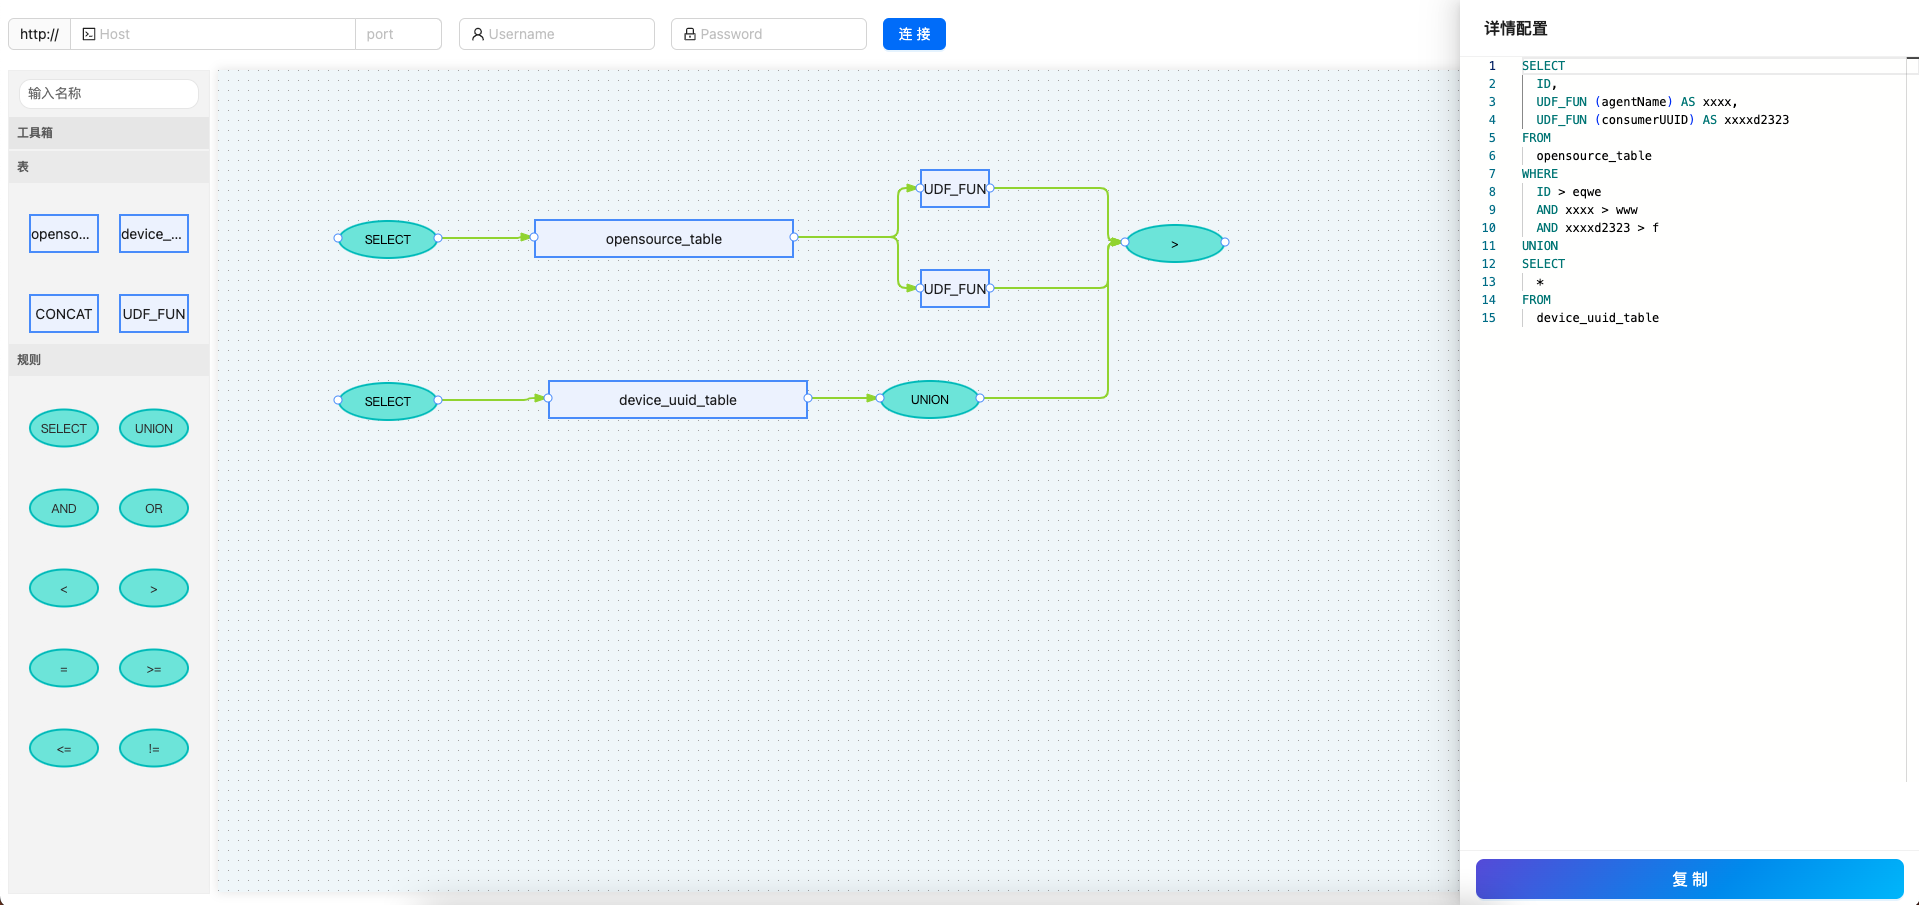 http://
Host
port
Username
Password
连 接
输入名称
工具箱
表
openso...
device_...
CONCAT
UDF_FUN
规则
SELECT
UNION
AND
OR
<
>
=
>=
<=
!=
SELECT
opensource_table
UDF_FUN
UDF_FUN
>
SELECT
device_uuid_table
UNION
详情配置
1 SELECT
2 ID,
3 UDF_FUN (agentName) AS xxxx,
4 UDF_FUN (consumerUUID) AS xxxxd2323
5 FROM
6 opensource_table
7 WHERE
8 ID > eqwe
9 AND xxxx > www
10 AND xxxxd2323 > f
11 UNION
12 SELECT
13 *
14 FROM
15 device_uuid_table
复 制